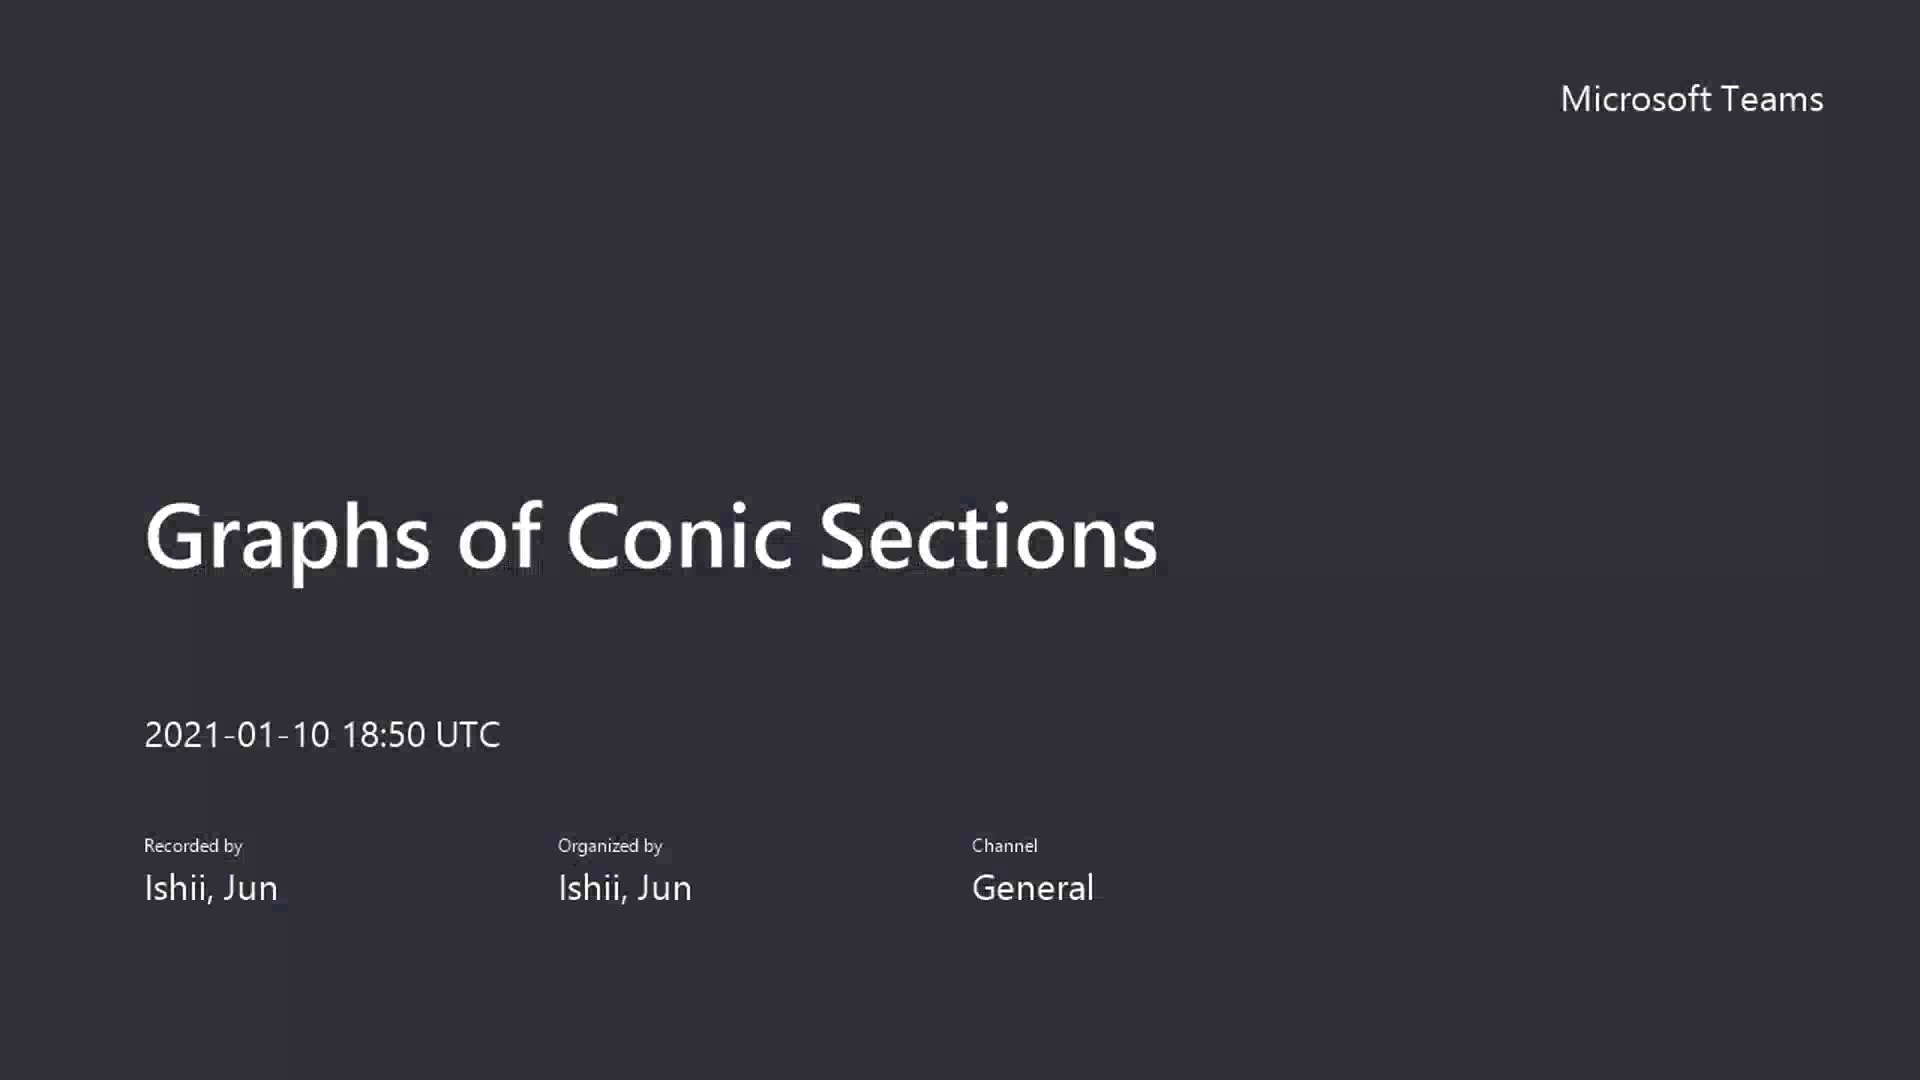 Microsoft Teams
Graphs of Conic Sections
2021-01-10 18:50 UTC
Recorded by
Ishii, Jun
Organized by
Ishii, Jun
Channel
General